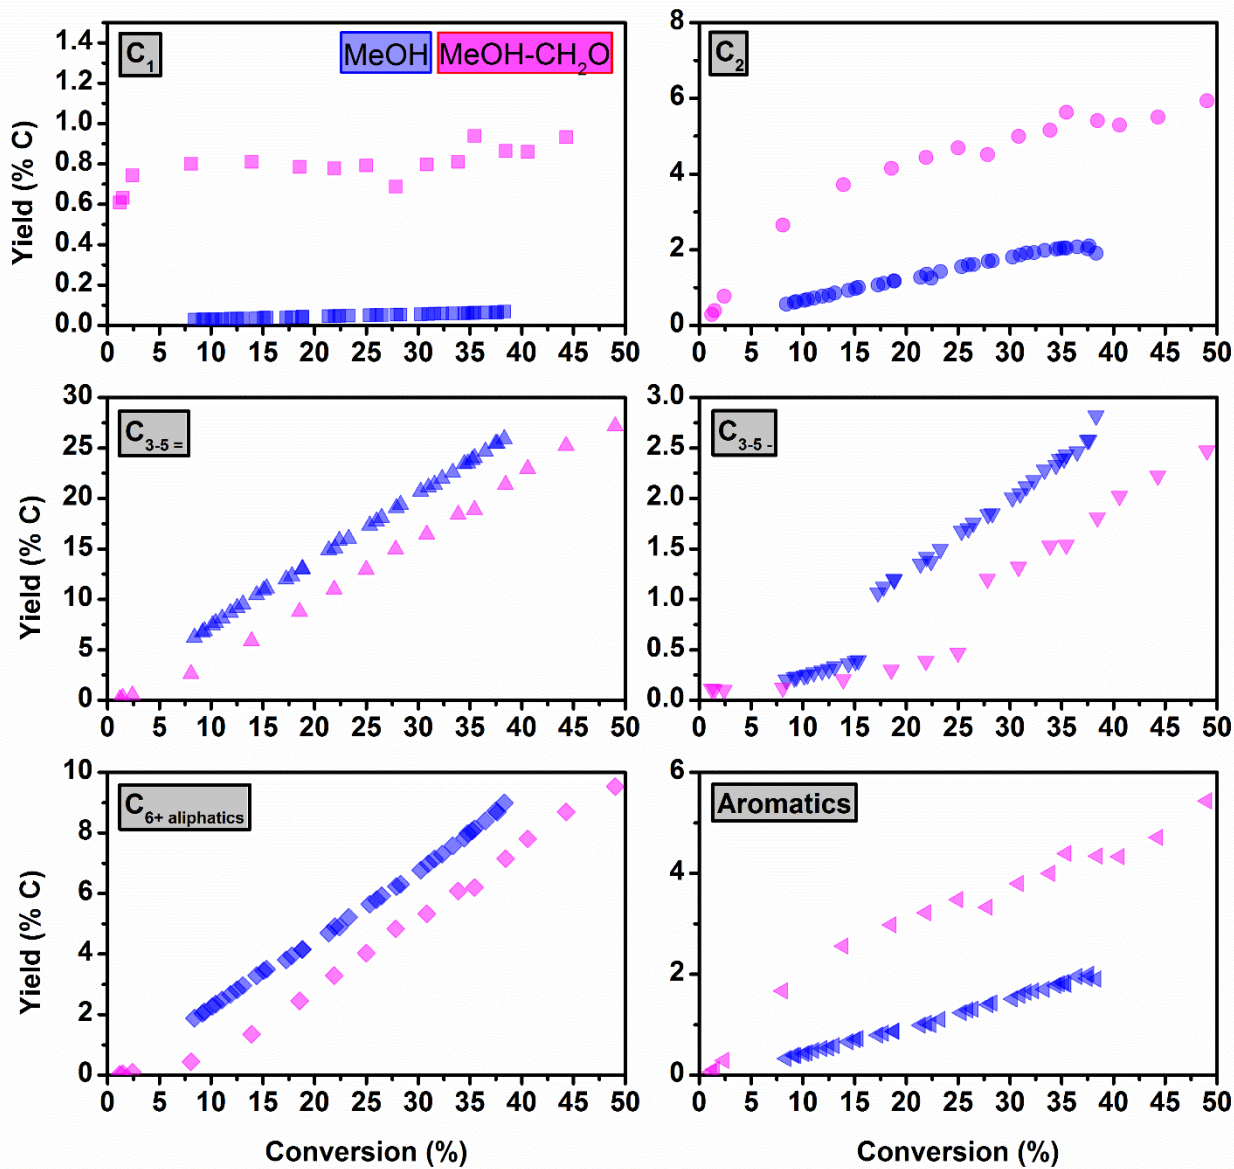 C1
MeOH MeOH-CH2O
Yield (% C)
0.0 0.2 0.4 0.6 0.8 1.0 1.2 1.4
0 5 10 15 20 25 30 35 40 45 50
C2
0 2 4 6 8
0 5 10 15 20 25 30 35 40 45 50
C3-5 =
Yield (% C)
0 5 10 15 20 25 30
0 5 10 15 20 25 30 35 40 45 50
C3-5 -
0.0 0.5 1.0 1.5 2.0 2.5 3.0
0 5 10 15 20 25 30 35 40 45 50
C6+ aliphatics
Yield (% C)
0 2 4 6 8 10
0 5 10 15 20 25 30 35 40 45 50
Conversion (%)
Aromatics
0 2 4 6
0 5 10 15 20 25 30 35 40 45 50
Conversion (%)